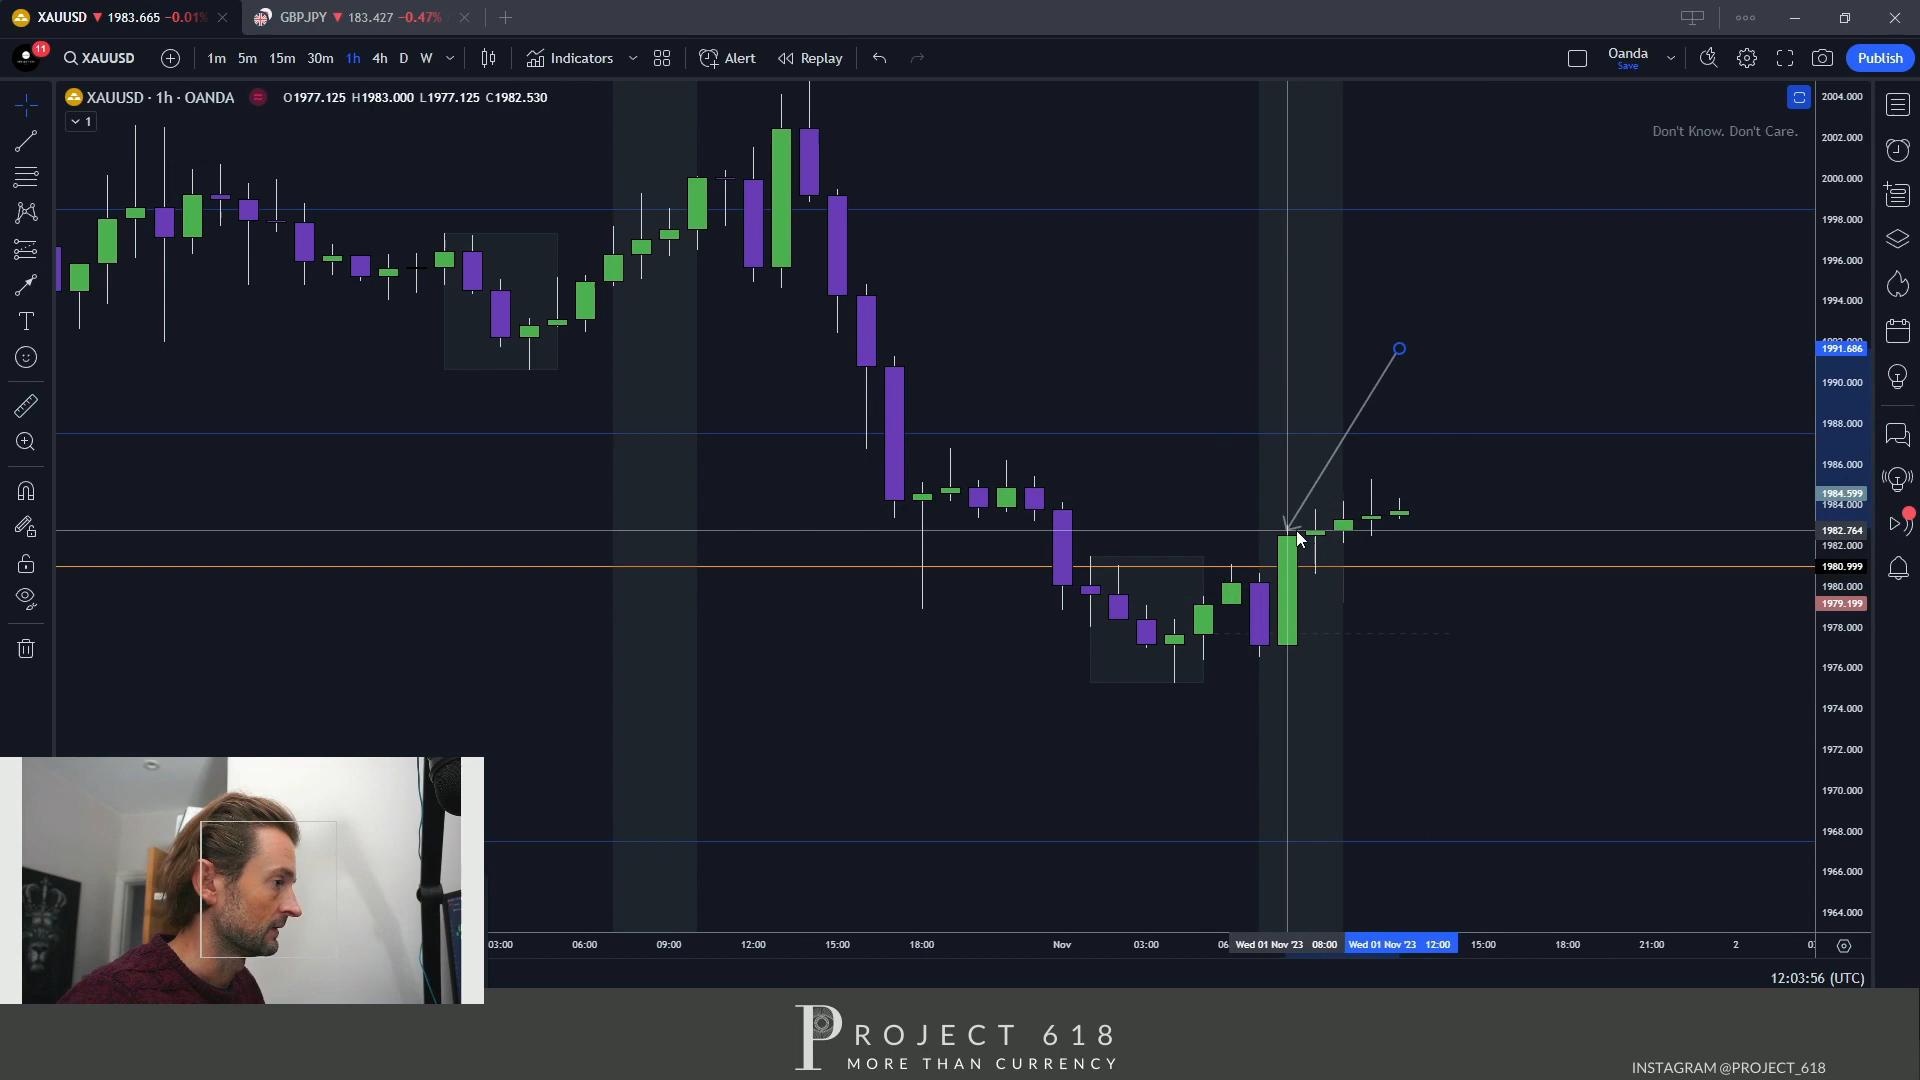 XAUUSD ▼ 1983.665 −0.01%
GBPJPY ▼ 183.427 −0.47%
11
XAUUSD 1m 5m 15m 30m 1h 4h D W Indicators Alert Replay Oanda Publish
Save
XAUUSD · 1h · OANDA O1977.125 H1983.000 L1977.125 C1982.530
1
Don't Know. Don't Care.
2004.000
2002.000
2000.000
1998.000
1996.000
1994.000
1991.686
1990.000
1988.000
1986.000
1984.599
1984.000
1982.764
1982.000
1980.999
1980.000
1979.199
1978.000
1976.000
1974.000
1972.000
1970.000
1968.000
1966.000
1964.000
03:00 06:00 09:00 12:00 15:00 18:00 Nov 03:00 06 Wed 01 Nov '23 08:00 Wed 01 Nov '23 12:00 15:00 18:00 21:00 2
12:03:56 (UTC)
PROJECT 618
MORE THAN CURRENCY
INSTAGRAM @PROJECT_618